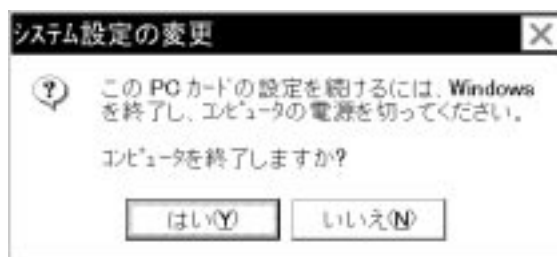 システム設定の変更
この PC カードの設定を続けるには、Windows
を終了し、コンピュータの電源を切ってください。
コンピュータを終了しますか?
はい(Y)
いいえ(N)